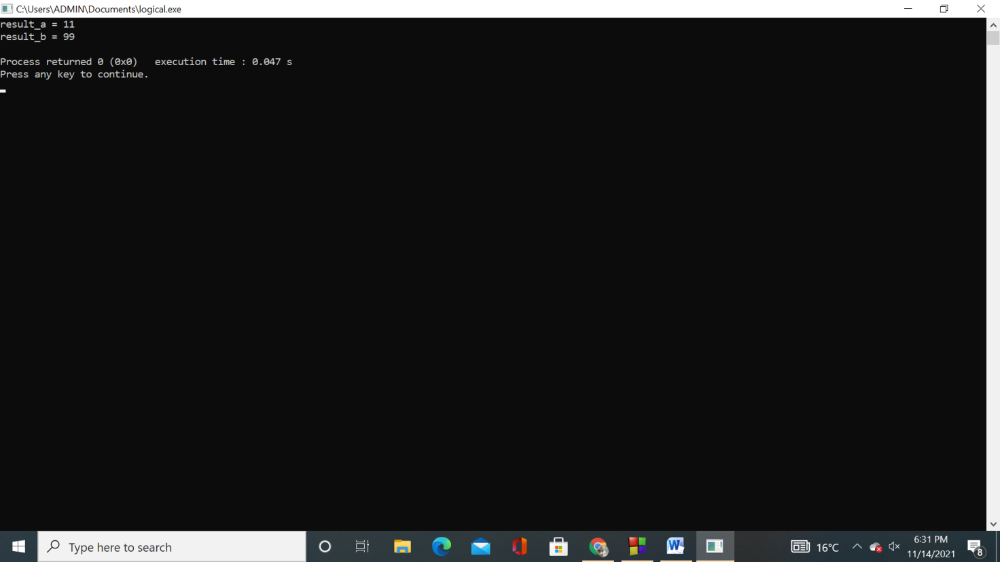 C:\Users\ADMIN\Documents\logical.exe
result_a = 11
result_b = 99
Process returned 0 (0x0)   execution time : 0.047 s
Press any key to continue.
Type here to search
16°C
6:31 PM
11/14/2021
8